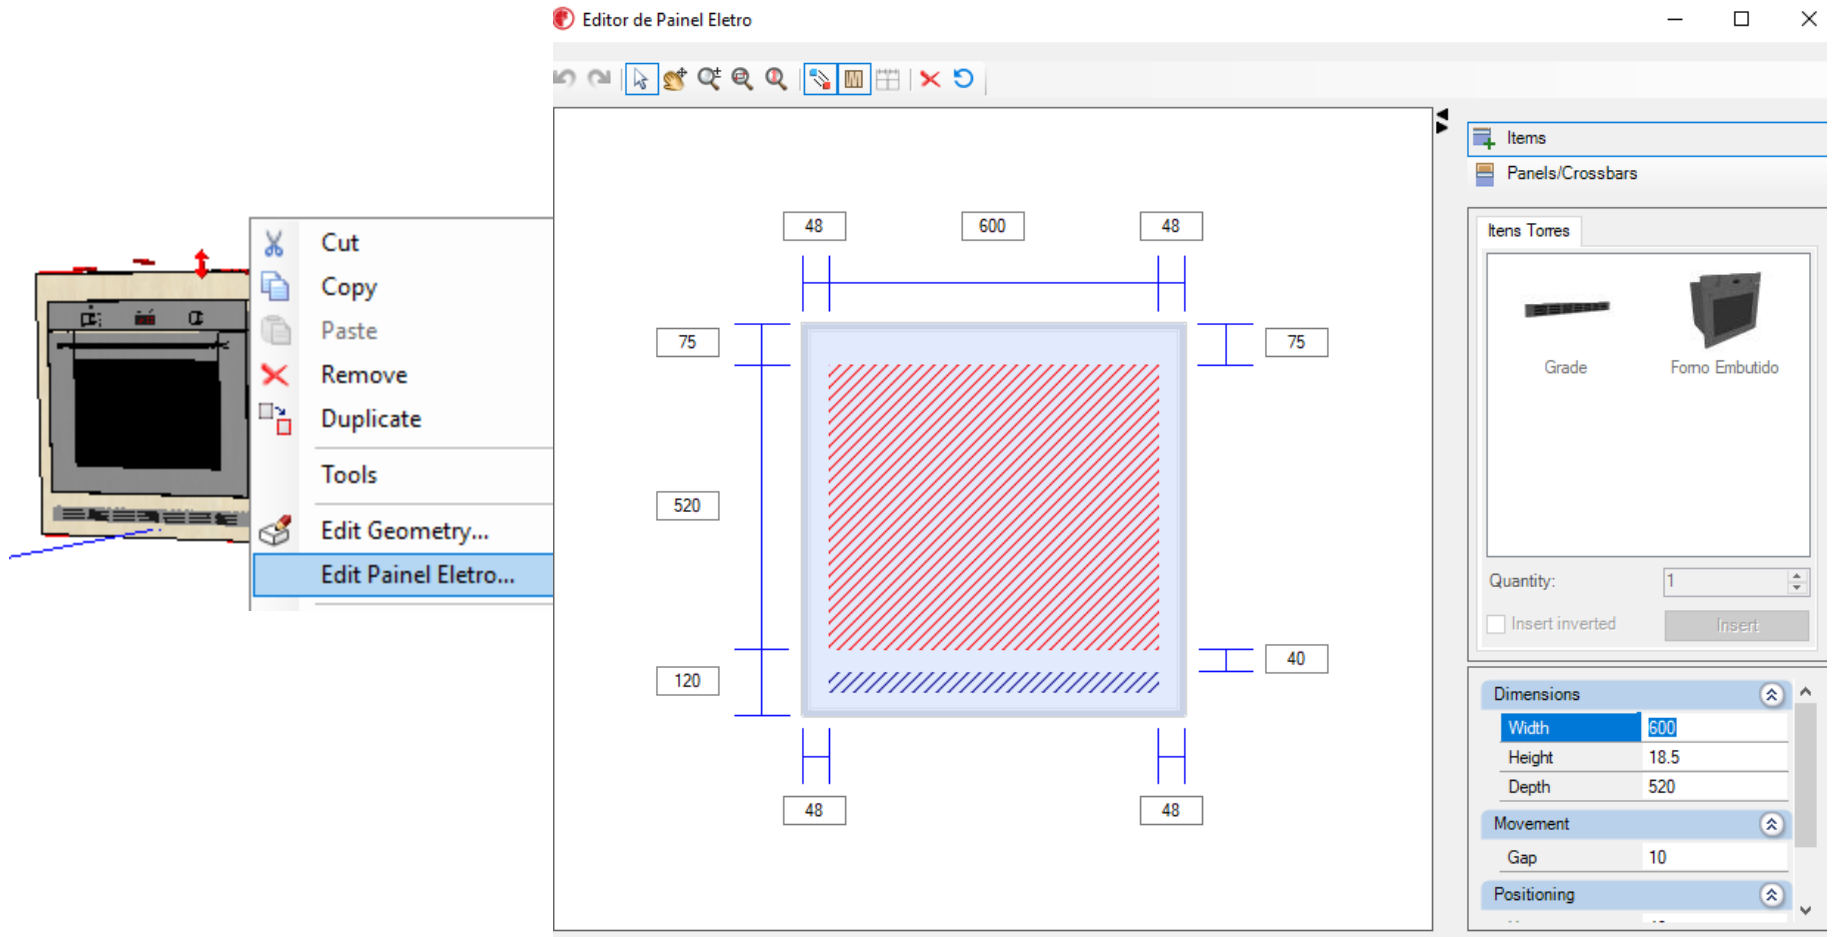 Editor de Painel Eletro
Cut
Copy
Paste
Remove
Duplicate
Tools
Edit Geometry...
Edit Painel Eletro...
48
600
48
75
75
520
120
40
48
48
Items
Panels/Crossbars
Itens Torres
Grade
Forno Embutido
Quantity:
1
Insert inverted
Insert
Dimensions
Width
600
Height
18.5
Depth
520
Movement
Gap
10
Positioning